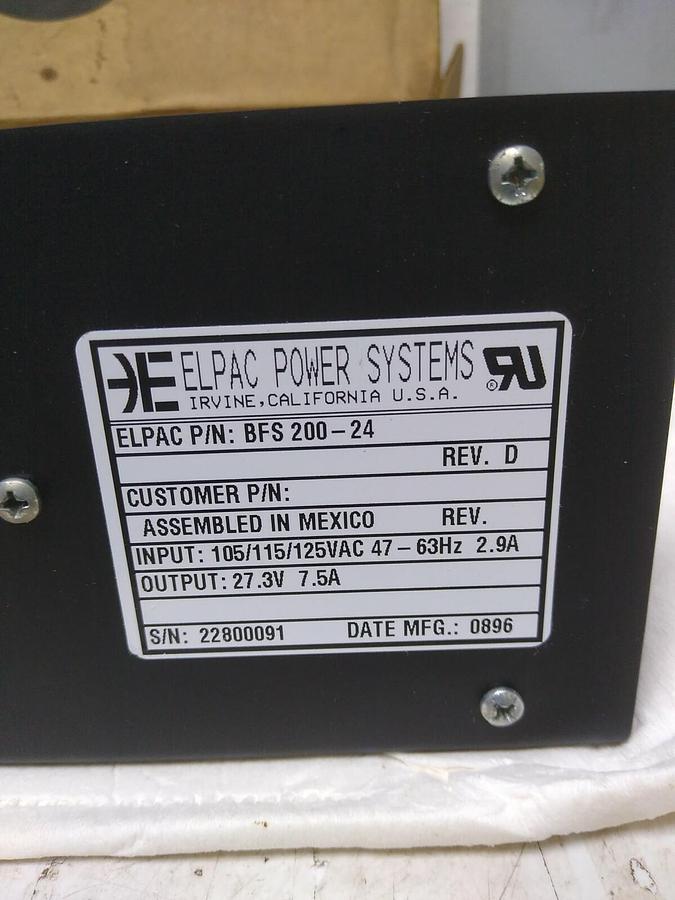 ELPAC POWER SYSTEMS
IRVINE, CALIFORNIA U.S.A.
ELPAC P/N: BFS 200-24
REV. D
CUSTOMER P/N:
ASSEMBLED IN MEXICO REV.
INPUT: 105/115/125VAC 47-63Hz 2.9A
OUTPUT: 27.3V 7.5A
S/N: 22800091 DATE MFG.: 0896